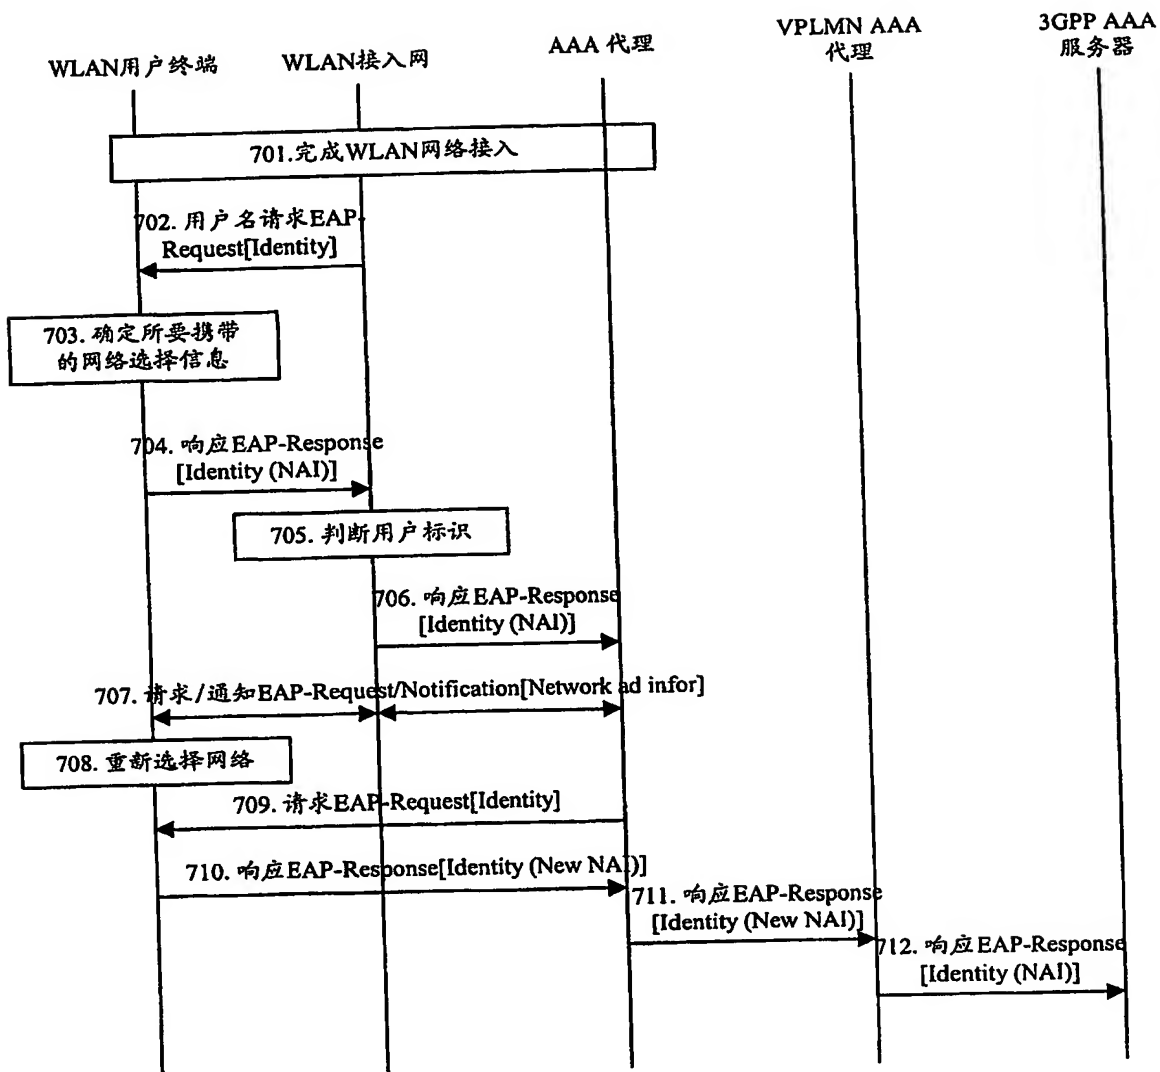 WLAN用户终端
WLAN接入网
AAA 代理
VPLMN AAA
代理
3GPP AAA
服务器
701.完成WLAN网络接入
702. 用户名请求EAP-
Request[Identity]
703. 确定所要携带
的网络选择信息
704. 响应EAP-Response
[Identity (NAI)]
705. 判断用户标识
706. 响应EAP-Response
[Identity (NAI)]
707. 请求/通知EAP-Request/Notification[Network ad infor]
708. 重新选择网络
709. 请求EAP-Request[Identity]
710. 响应EAP-Response[Identity (New NAI)]
711. 响应EAP-Response
[Identity (New NAI)]
712. 响应EAP-Response
[Identity (NAI)]